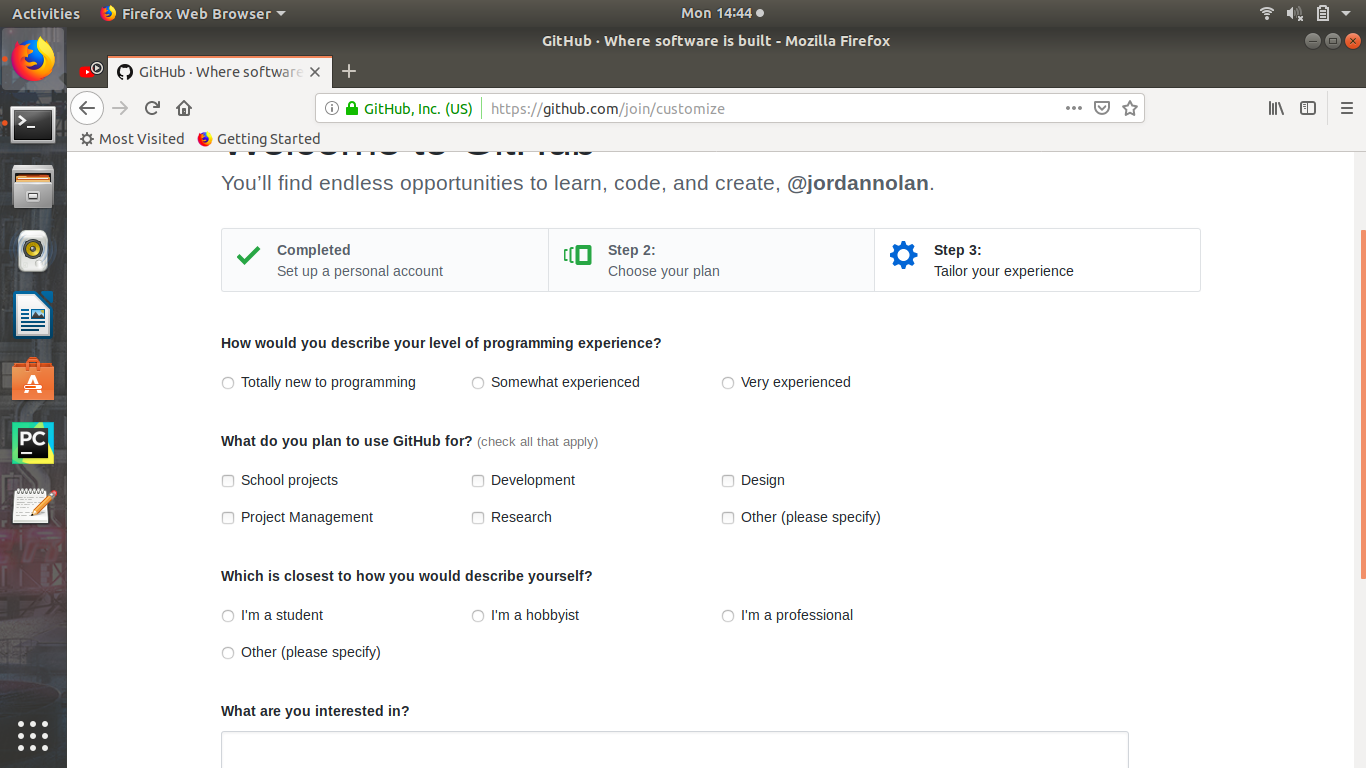 Activities Firefox Web Browser Mon 14:44
GitHub · Where software is built - Mozilla Firefox
GitHub · Where software
GitHub, Inc. (US) https://github.com/join/customize
Most Visited Getting Started
Welcome to GitHub
You’ll find endless opportunities to learn, code, and create, @jordannolan.
Completed
Set up a personal account
Step 2:
Choose your plan
Step 3:
Tailor your experience
How would you describe your level of programming experience?
Totally new to programming Somewhat experienced Very experienced
What do you plan to use GitHub for? (check all that apply)
School projects Development Design
Project Management Research Other (please specify)
Which is closest to how you would describe yourself?
I'm a student I'm a hobbyist I'm a professional
Other (please specify)
What are you interested in?
PC